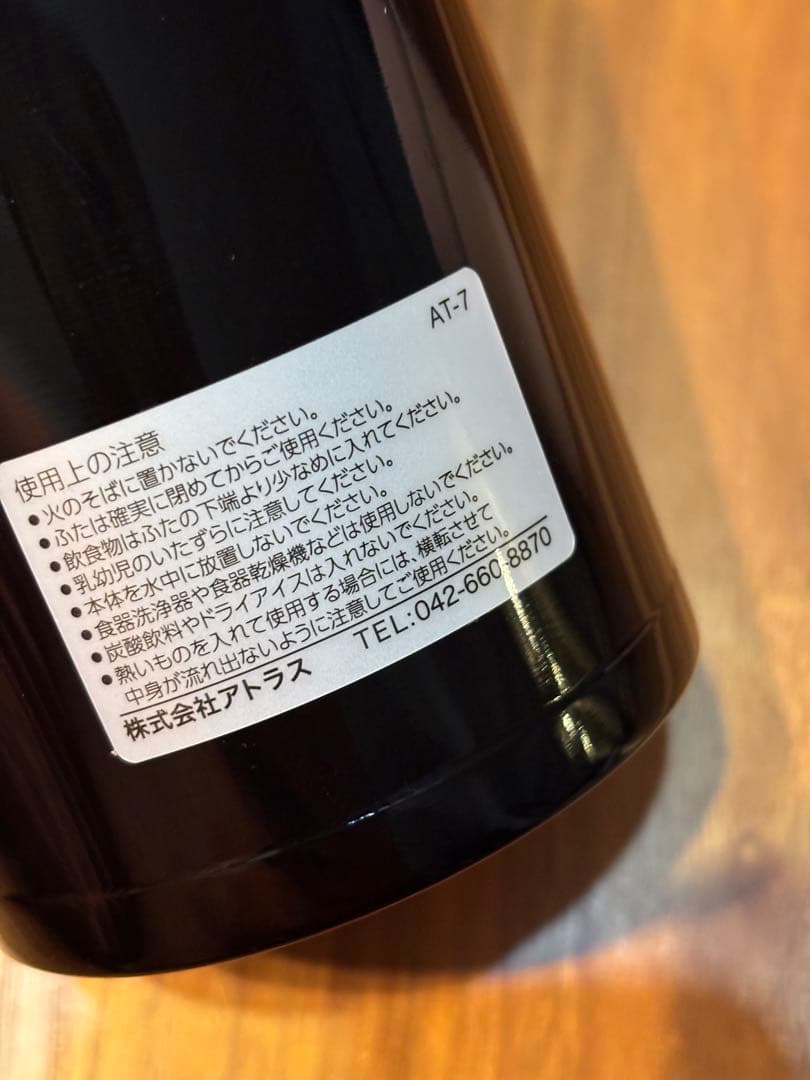 AT-7
使用上の注意
●火のそばに置かないでください。
●ふたは確実に閉めてからご使用ください。
●飲食物はふたの下端より少なめに入れてください。
●乳幼児のいたずらに注意してください。
●本体を水中に放置しないでください。
●食器洗浄器や食器乾燥機などは使用しないでください。
●炭酸飲料やドライアイスは入れないでください。
●熱いものを入れて使用する場合には、横転させて
中身が流れ出ないように注意してご使用ください。
株式会社アトラス TEL:042-660-8870